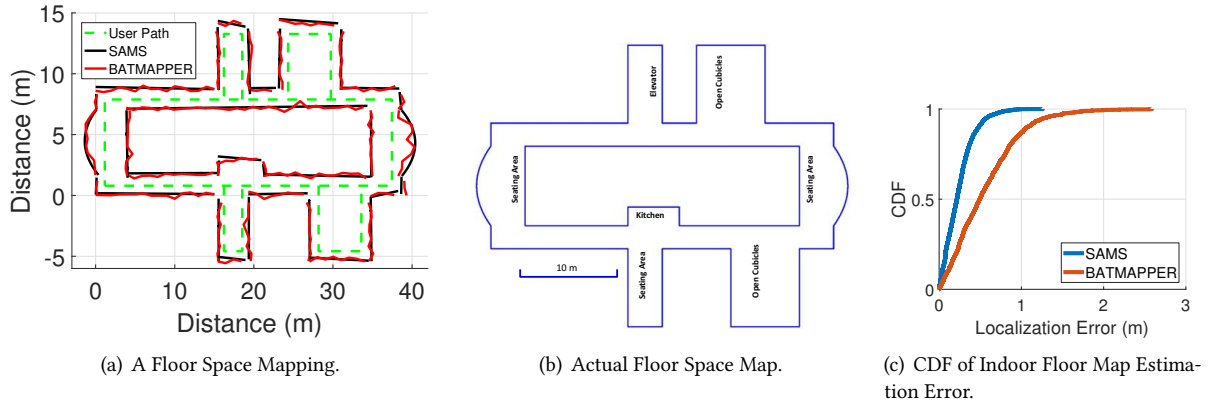 15
10
5
0
-5
Distance (m)
User Path
SAMS
BATMAPPER
0
10
20
30
40
Distance (m)
Elevator
Open Cubicles
Seating Area
Seating Area
Kitchen
10 m
Seating Area
Open Cubicles
1
0.5
0
CDF
SAMS
BATMAPPER
0
1
2
3
Localization Error (m)
(a) A Floor Space Mapping.
(b) Actual Floor Space Map.
(c) CDF of Indoor Floor Map Estima-
tion Error.